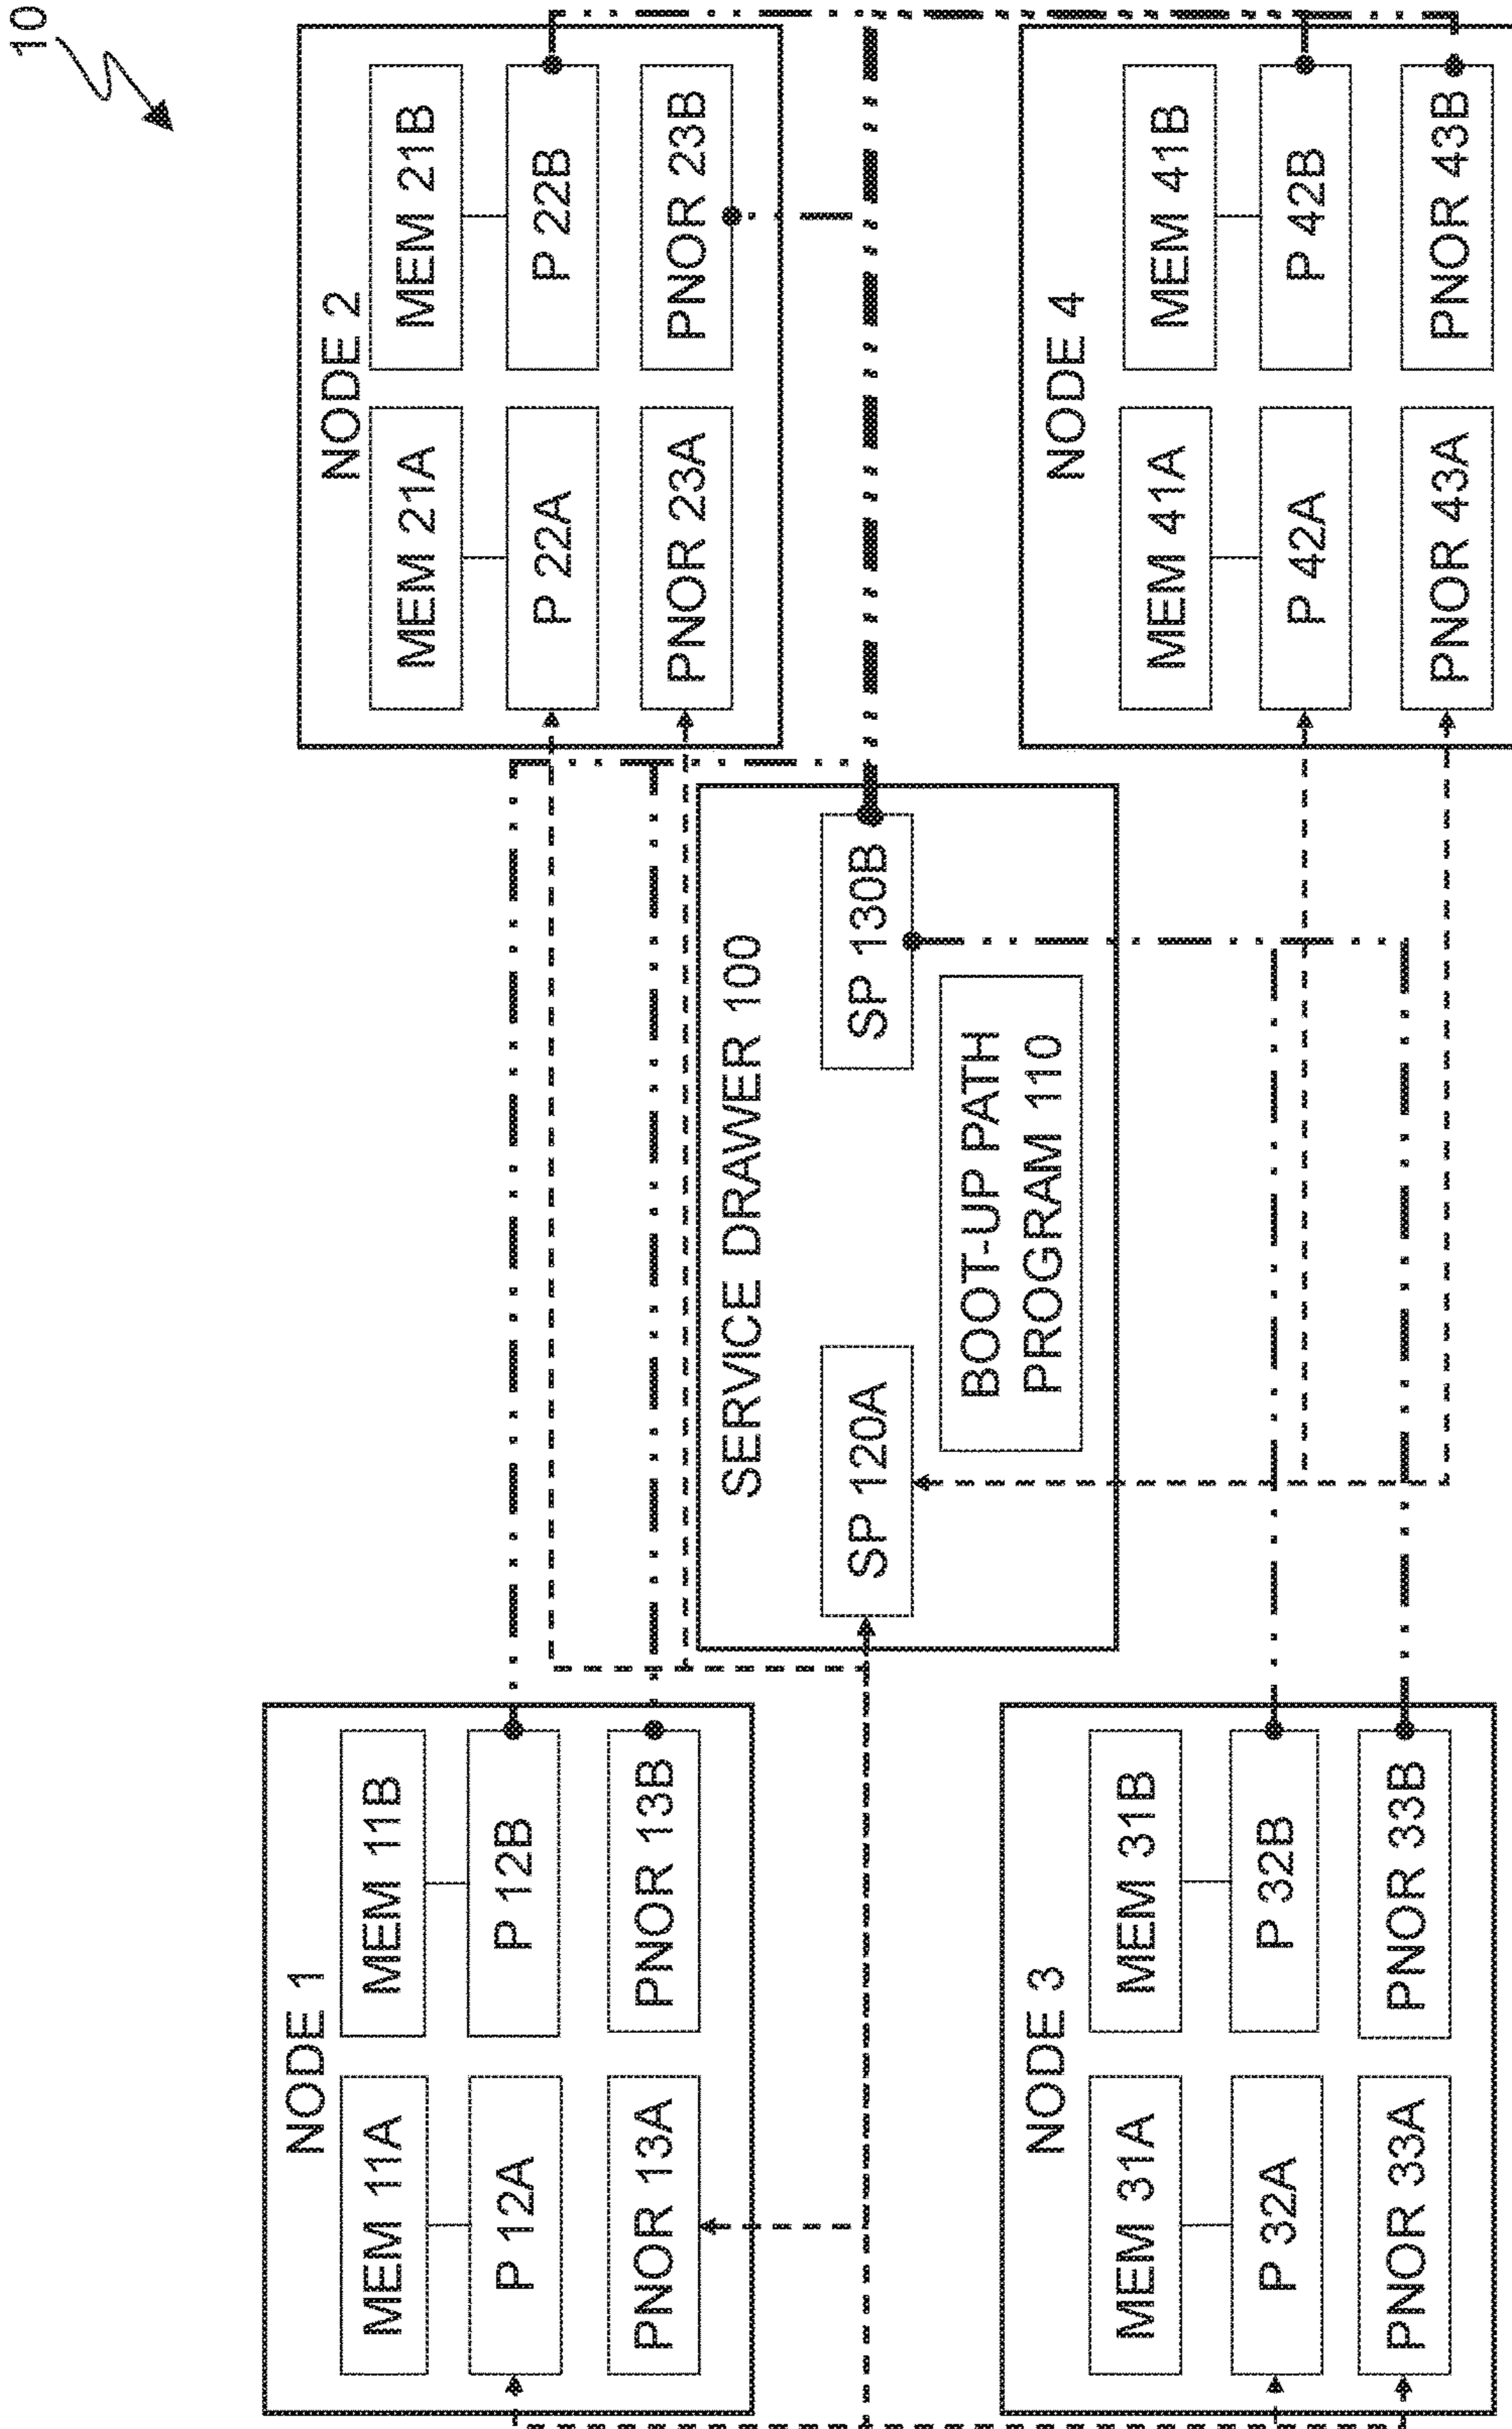 10
NODE 1
MEM 11A
MEM 11B
P 12A
P 12B
PNOR 13A
PNOR 13B
NODE 2
MEM 21A
MEM 21B
P 22A
P 22B
PNOR 23A
PNOR 23B
SERVICE DRAWER 100
SP 120A
SP 130B
BOOT-UP PATH
PROGRAM 110
NODE 3
MEM 31A
MEM 31B
P 32A
P 32B
PNOR 33A
PNOR 33B
NODE 4
MEM 41A
MEM 41B
P 42A
P 42B
PNOR 43A
PNOR 43B